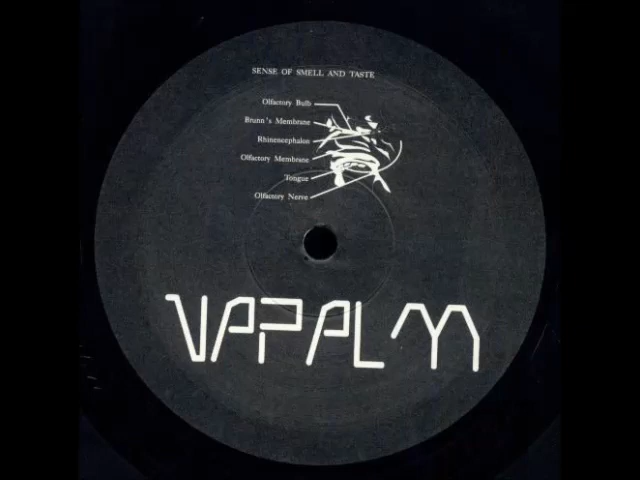 SENSE OF SMELL AND TASTE
Olfactory Bulb
Brunn's Membrane
Rhinencephalon
Olfactory Membrane
Tongue
Olfactory Nerve
NAPALM